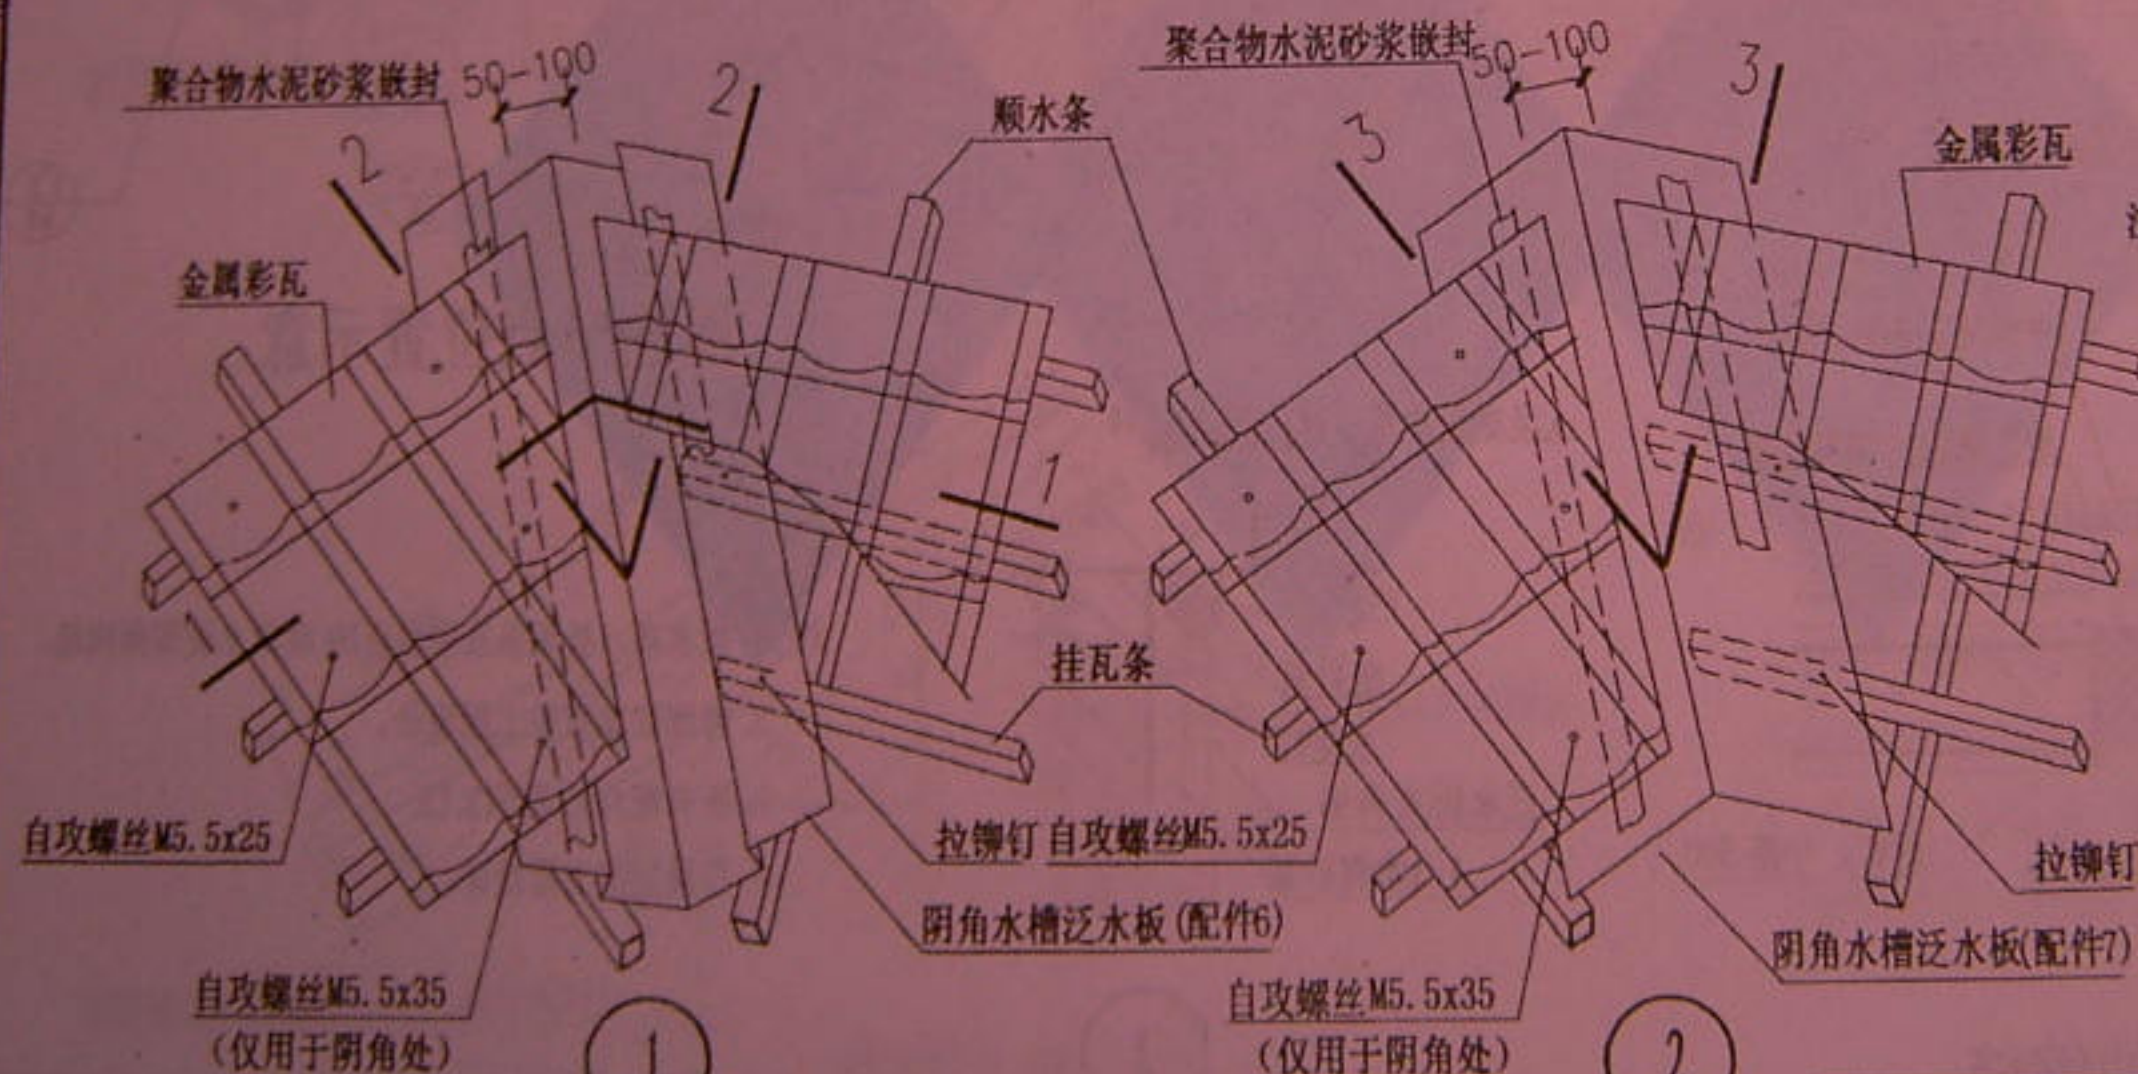 聚合物水泥砂浆嵌封
50-100
2
2
金属彩瓦
顺水条
聚合物水泥砂浆嵌封
50-100
3
3
金属彩瓦
1
1
挂瓦条
自攻螺丝M5.5x25
拉铆钉
自攻螺丝M5.5x25
拉铆钉
阴角水槽泛水板(配件6)
阴角水槽泛水板(配件7)
自攻螺丝M5.5x35
(仅用于阴角处)
自攻螺丝M5.5x35
(仅用于阴角处)
1
2